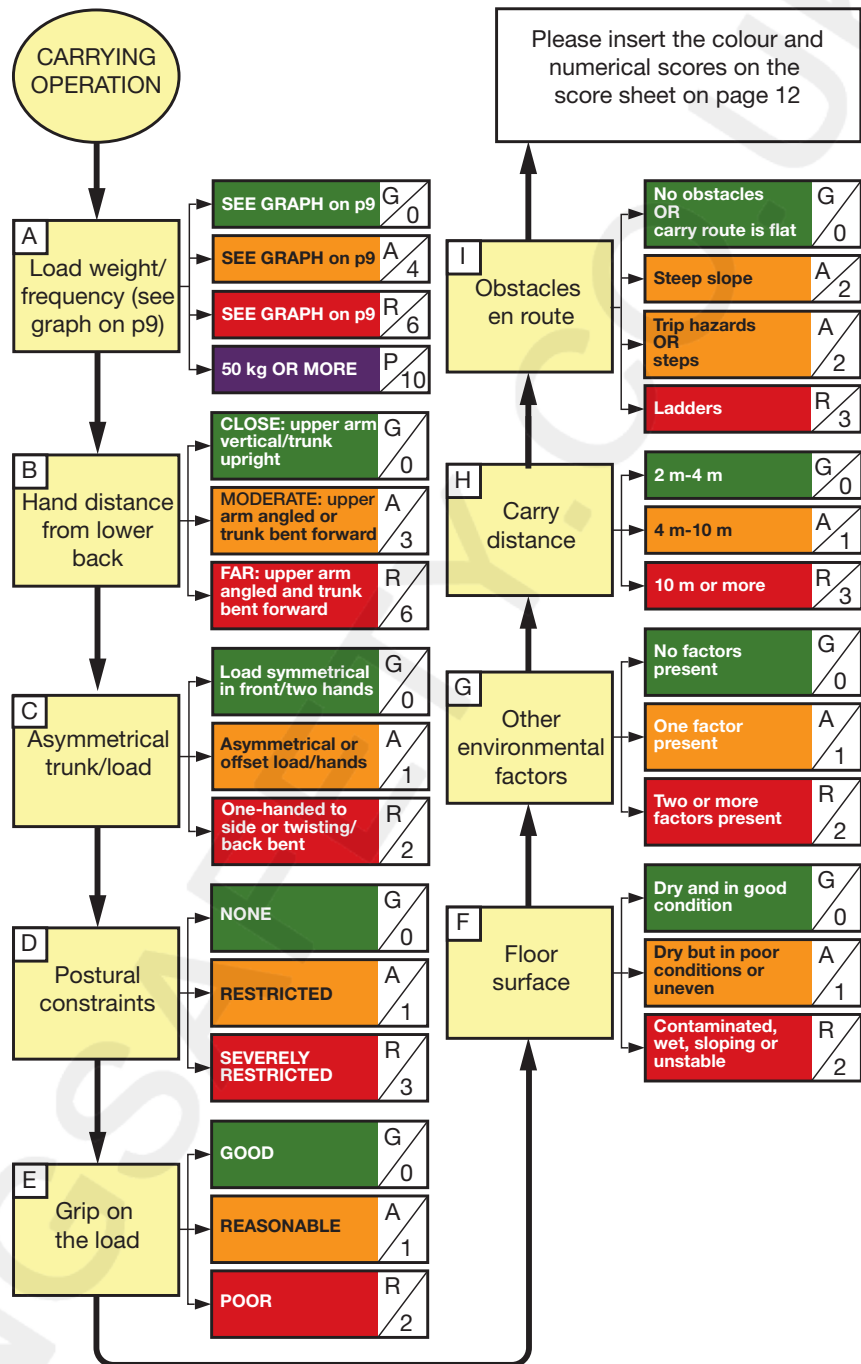 CARRYING
OPERATION
A
Load weight/
frequency (see
graph on p9)
SEE GRAPH on p9
G
0
SEE GRAPH on p9
A
4
SEE GRAPH on p9
R
6
50 kg OR MORE
P
10
B
Hand distance
from lower
back
CLOSE: upper arm
vertical/trunk
upright
G
0
MODERATE: upper
arm angled or
trunk bent forward
A
3
FAR: upper arm
angled and trunk
bent forward
R
6
C
Asymmetrical
trunk/load
Load symmetrical
in front/two hands
G
0
Asymmetrical or
offset load/hands
A
1
One-handed to
side or twisting/
back bent
R
2
D
Postural
constraints
NONE
G
0
RESTRICTED
A
1
SEVERELY
RESTRICTED
R
3
E
Grip on
the load
GOOD
G
0
REASONABLE
A
1
POOR
R
2
F
Floor
surface
Dry and in good
condition
G
0
Dry but in poor
conditions or
uneven
A
1
Contaminated,
wet, sloping or
unstable
R
2
G
Other
environmental
factors
No factors
present
G
0
One factor
present
A
1
Two or more
factors present
R
2
H
Carry
distance
2 m-4 m
G
0
4 m-10 m
A
1
10 m or more
R
3
I
Obstacles
en route
No obstacles
OR
carry route is flat
G
0
Steep slope
A
2
Trip hazards
OR
steps
A
2
Ladders
R
3
Please insert the colour and
numerical scores on the
score sheet on page 12
NGSAFETY.CO.U